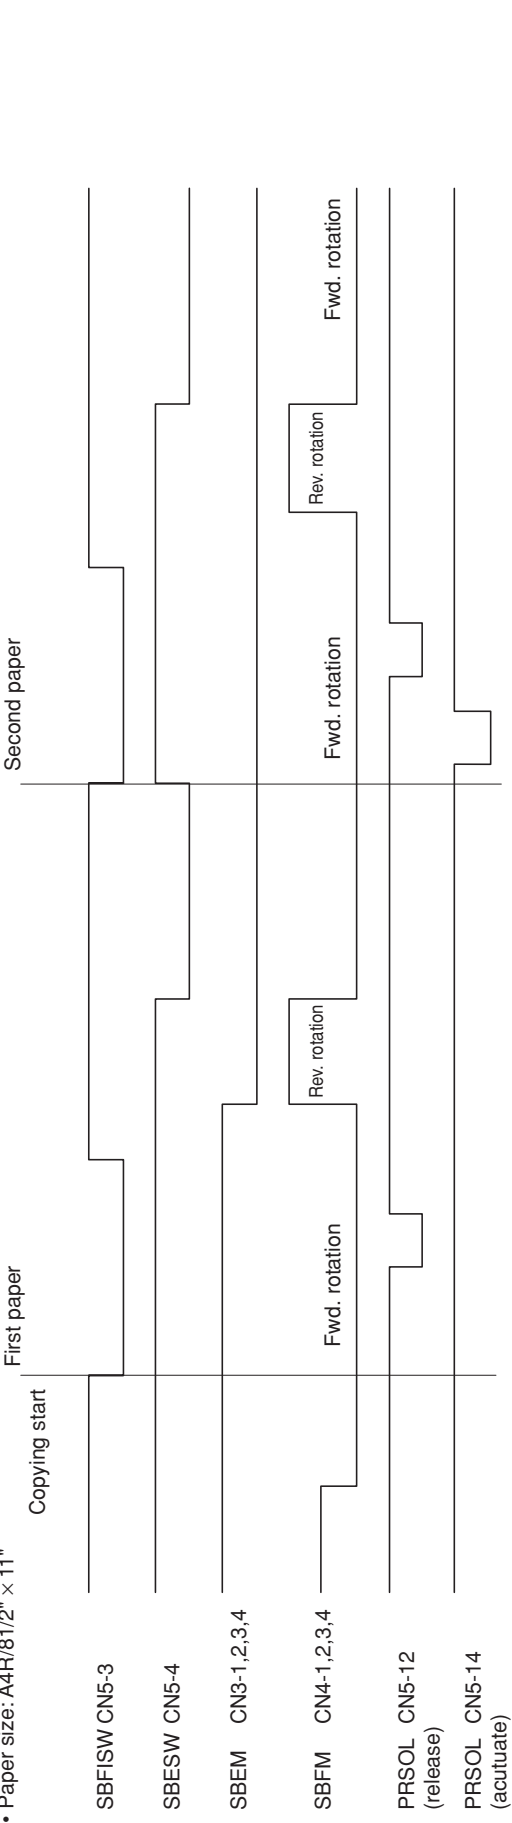 • Paper size: A4R/81/2" × 11"
Copying start
First paper
Second paper
SBFISW CN5-3
SBESW CN5-4
SBEM CN3-1,2,3,4
SBFM CN4-1,2,3,4
Fwd. rotation
Rev. rotation
Fwd. rotation
Rev. rotation
Fwd. rotation
PRSOL CN5-12
(release)
PRSOL CN5-14
(acutuate)